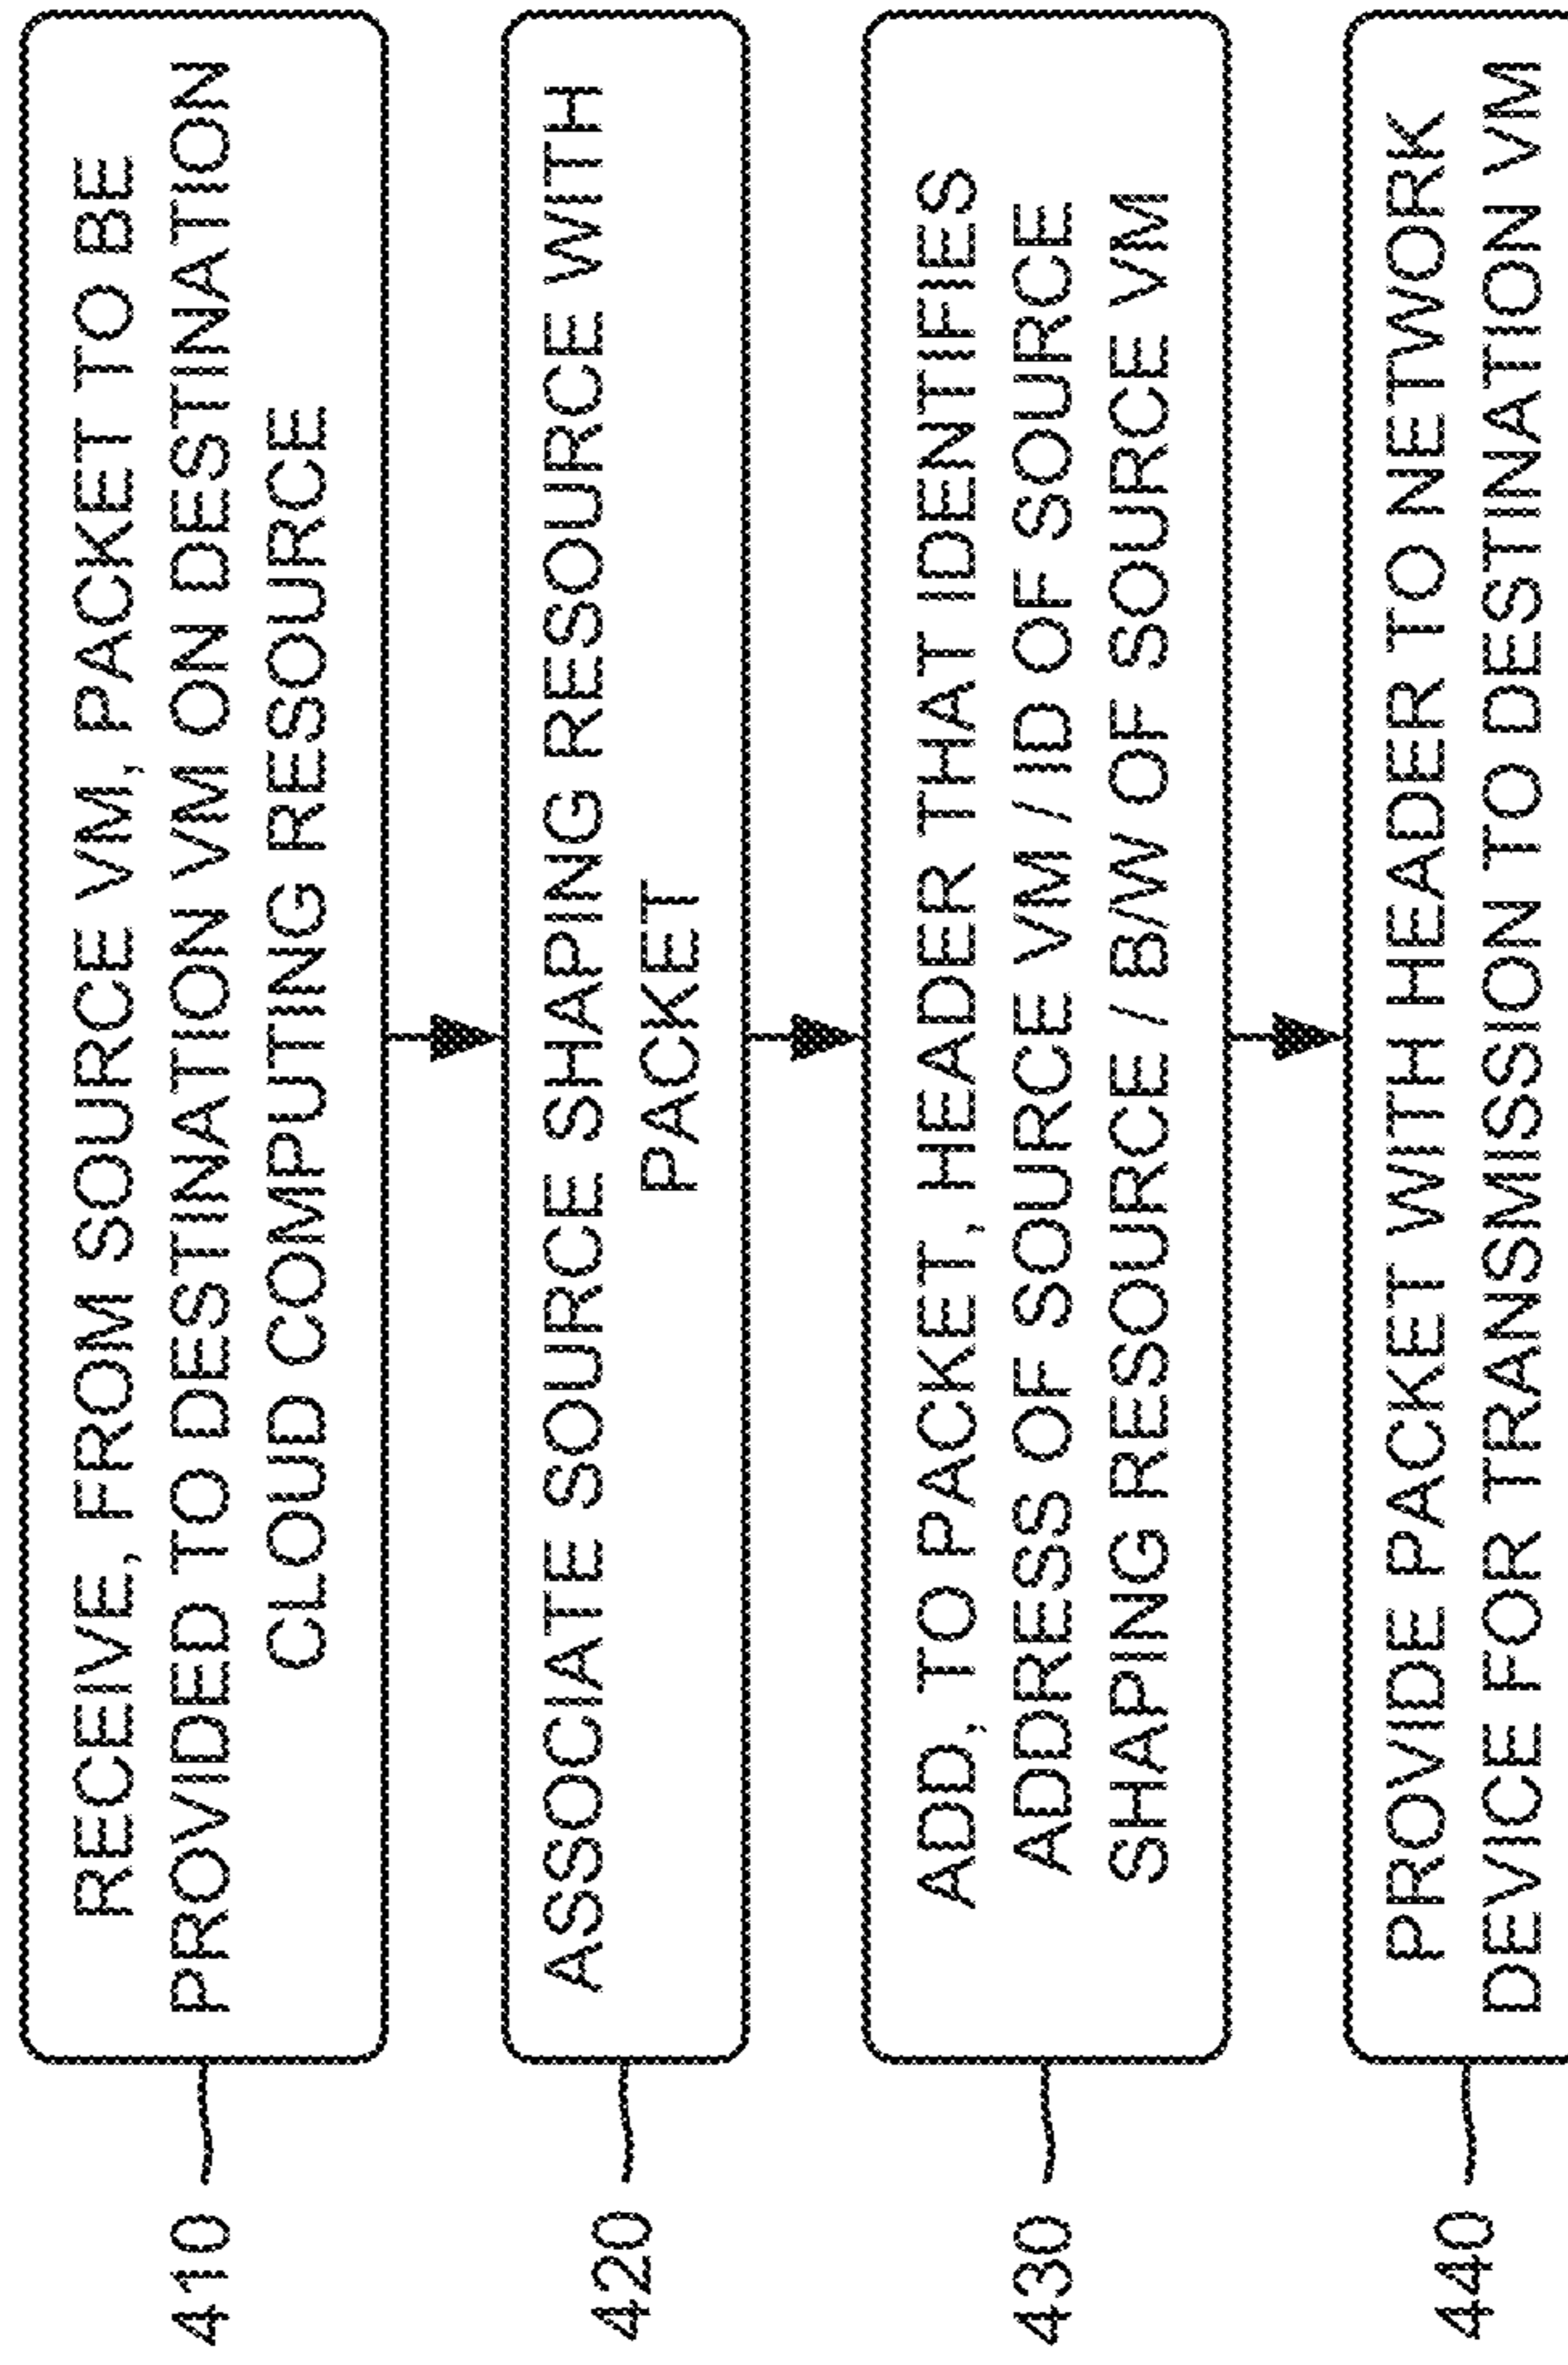 410
RECEIVE, FROM SOURCE VM, PACKET TO BE
PROVIDED TO DESTINATION VM ON DESTINATION
CLOUD COMPUTING RESOURCE
420
ASSOCIATE SOURCE SHAPING RESOURCE WITH
PACKET
430
ADD, TO PACKET, HEADER THAT IDENTIFIES
ADDRESS OF SOURCE VM / ID OF SOURCE
SHAPING RESOURCE / B/W OF SOURCE VM
440
PROVIDE PACKET WITH HEADER TO NETWORK
DEVICE FOR TRANSMISSION TO DESTINATION VM